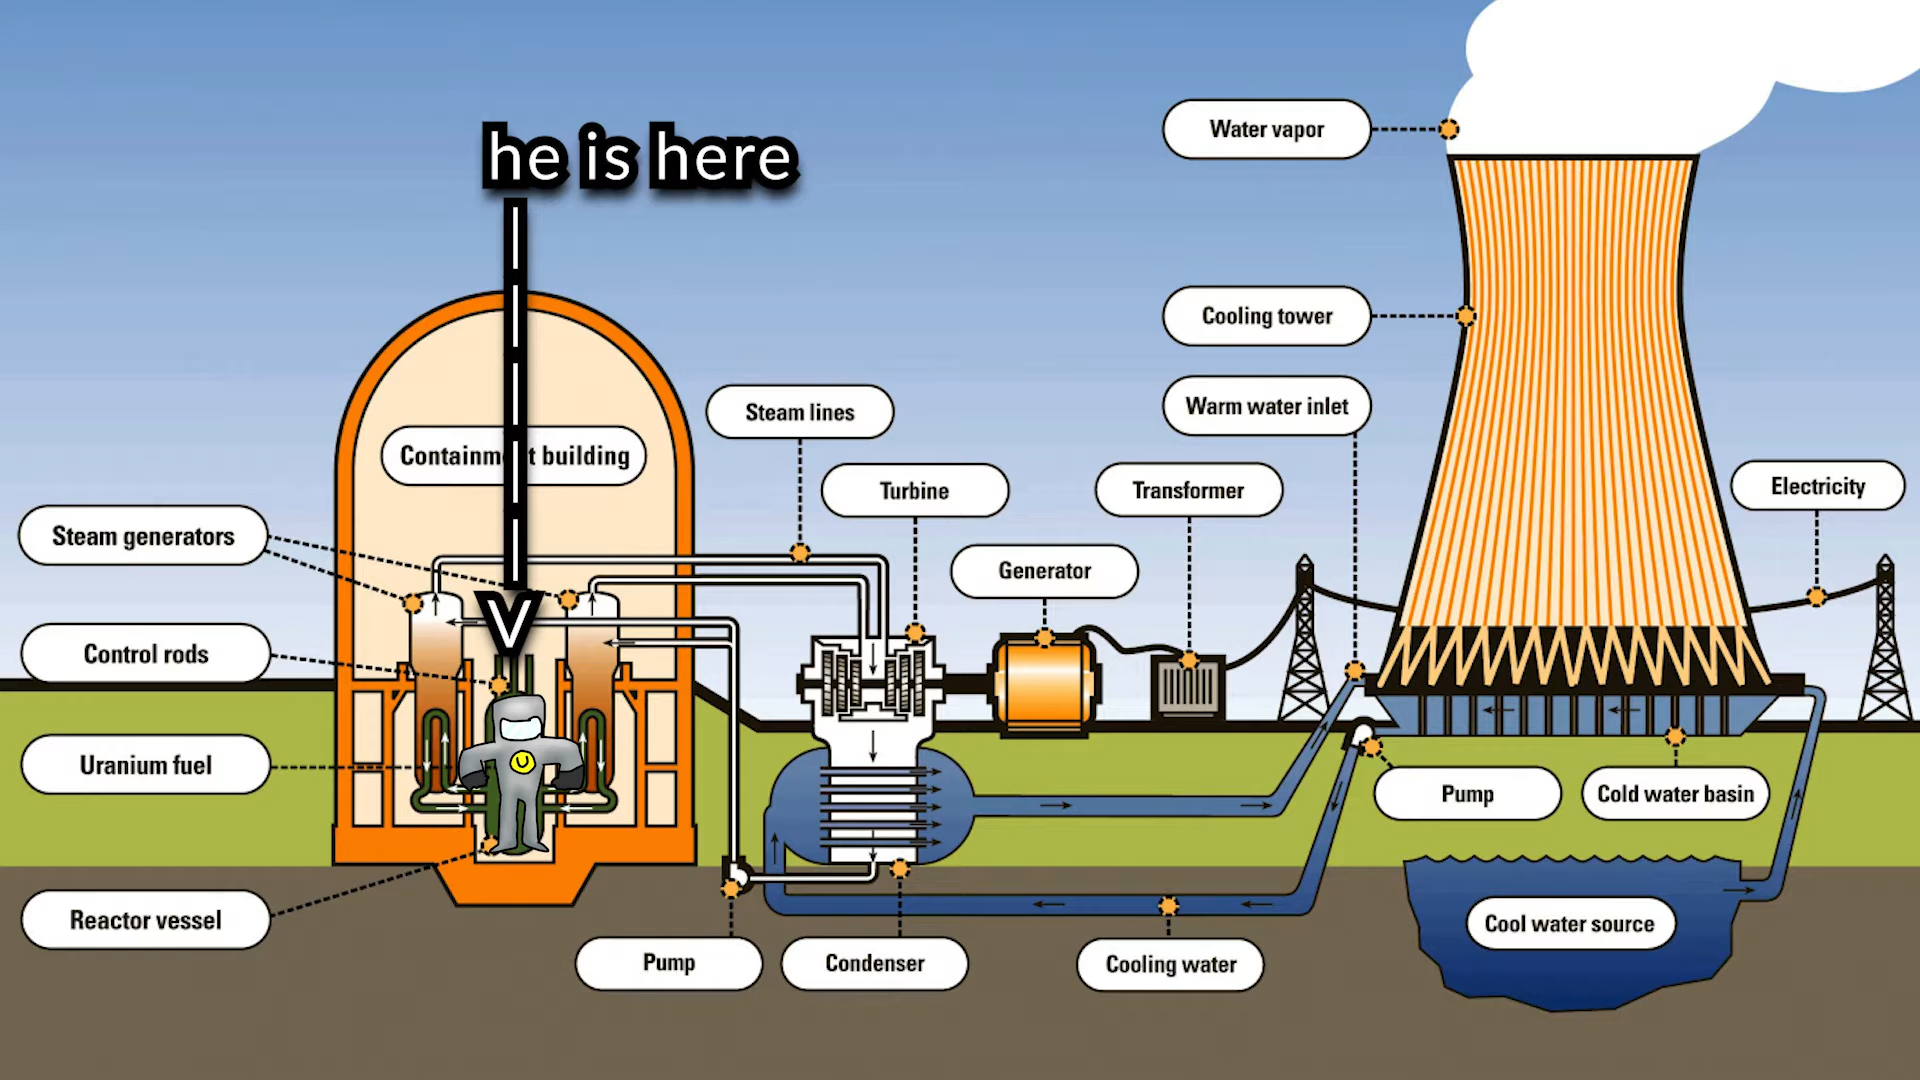 he is here
Water vapor
Cooling tower
Warm water inlet
Steam lines
Containm t building
Turbine
Transformer
Electricity
Steam generators
Generator
V
Control rods
Uranium fuel
U
Pump
Cold water basin
Reactor vessel
Cool water source
Pump
Condenser
Cooling water